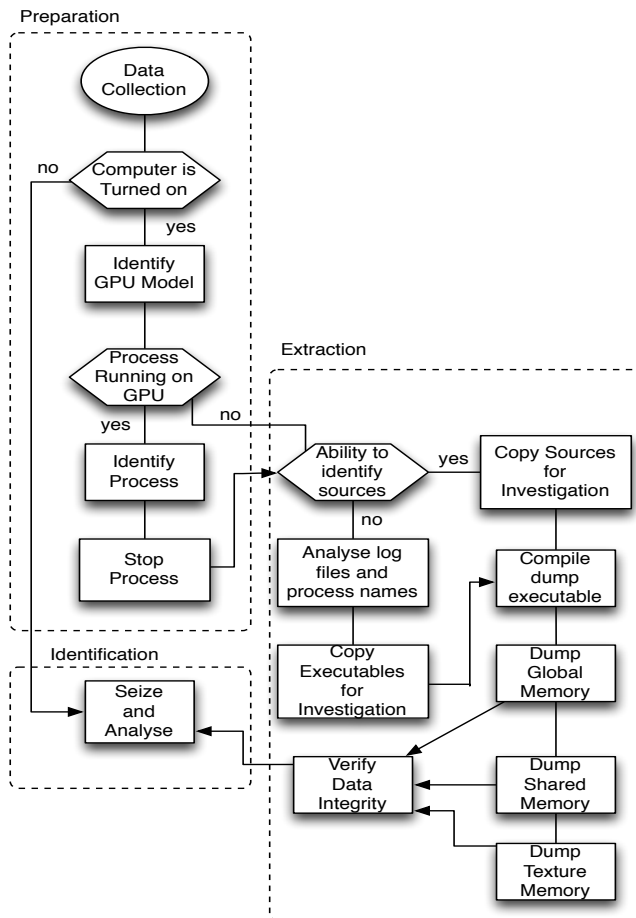 Preparation
Data
Collection
no
Computer is
Turned on
yes
Identify
GPU Model
Process
Running on
GPU
no
yes
Identify
Process
Stop
Process
Extraction
Ability to
identify
sources
yes
Copy Sources
for
Investigation
no
Analyse log
files and
process names
Compile
dump
executable
Copy
Executables
for
Investigation
Dump
Global
Memory
Identification
Seize
and
Analyse
Verify
Data
Integrity
Dump
Shared
Memory
Dump
Texture
Memory